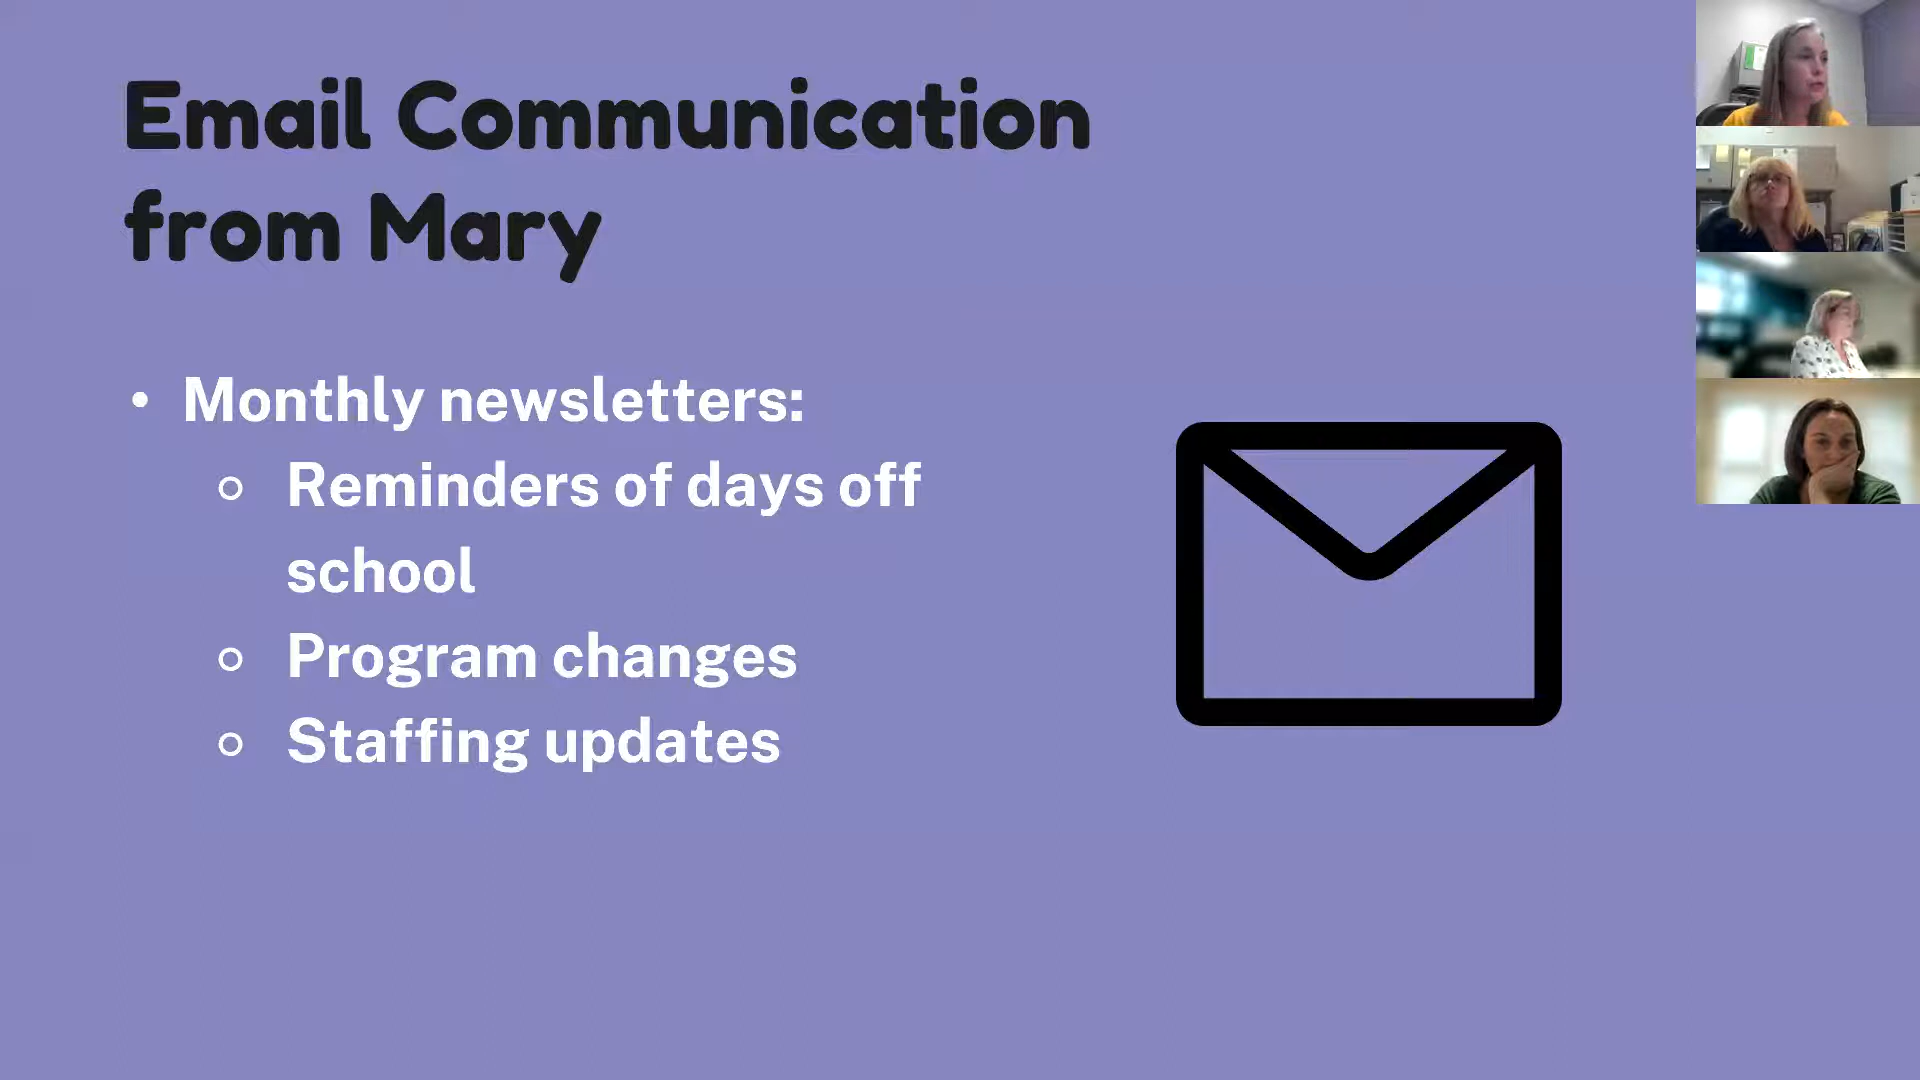 Email Communication
from Mary
• Monthly newsletters:
○ Reminders of days off
school
○ Program changes
○ Staffing updates